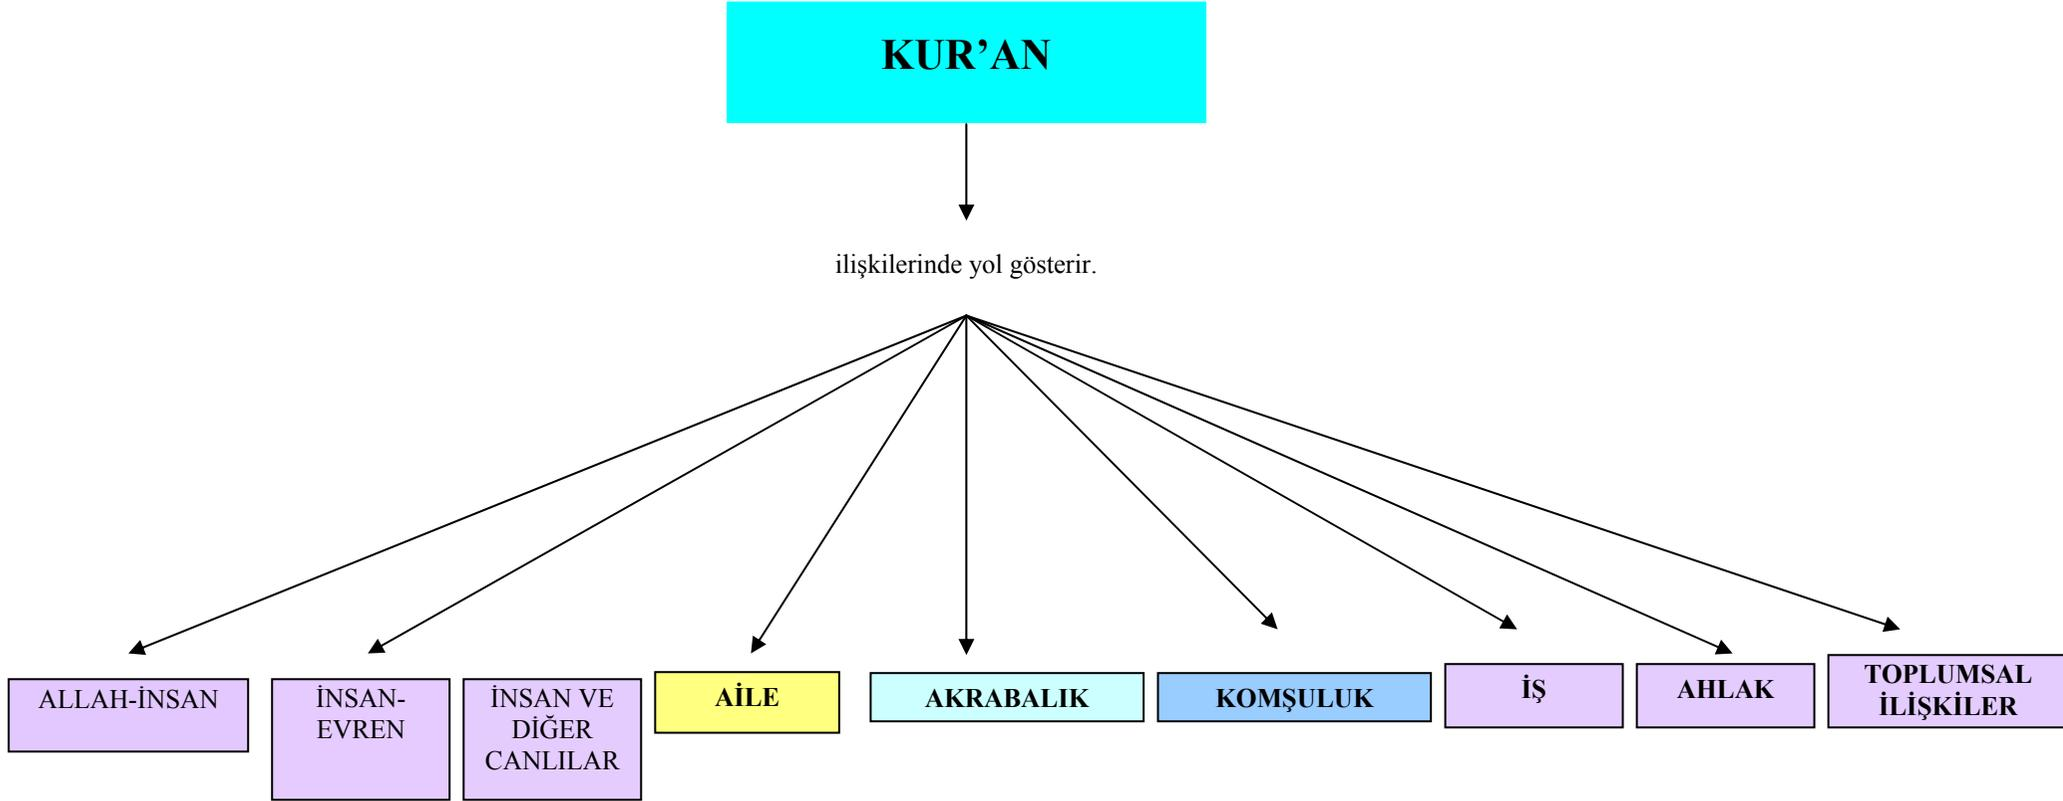 KUR’AN
ilişkilerinde yol gösterir.
ALLAH-İNSAN
İNSAN-
EVREN
İNSAN VE
DİĞER
CANLILAR
AİLE
AKRABALIK
KOMŞULUK
İŞ
AHLAK
TOPLUMSAL
İLİŞKİLER